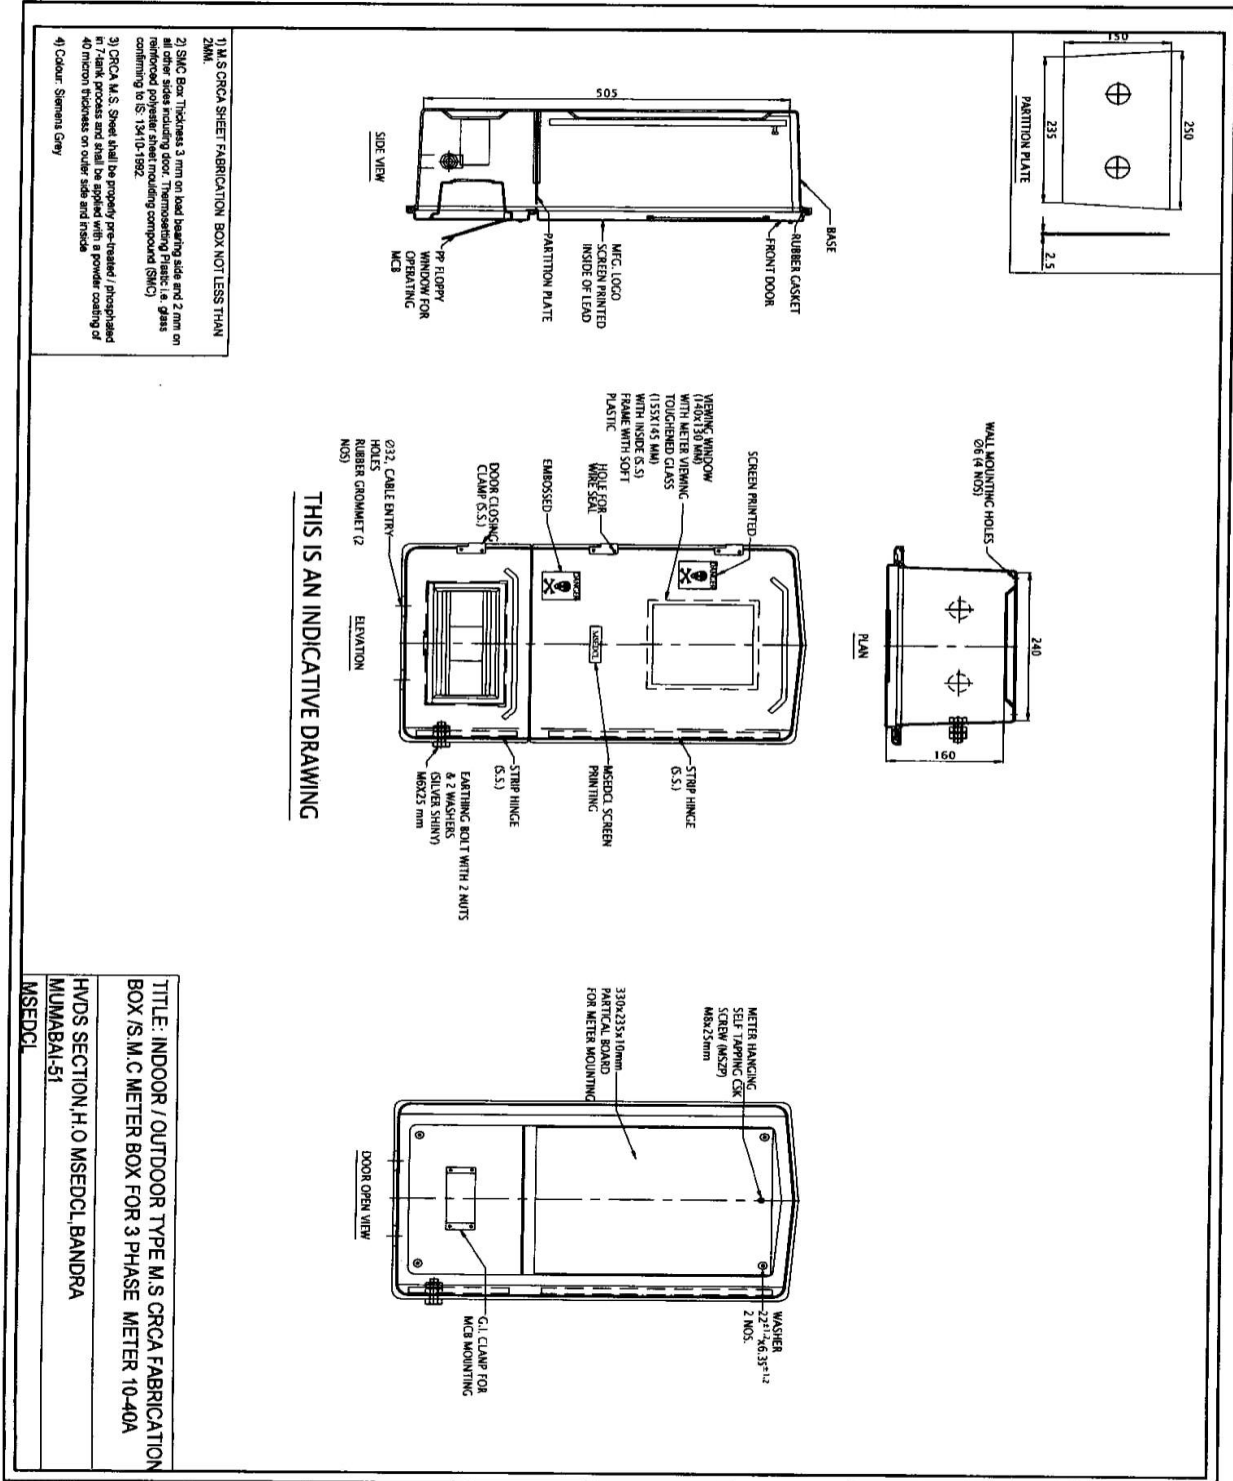 150
250
235
PARTITION PLATE
2.5
505
SIDE VIEW
BASE
RUBBER GASKET
FRONT DOOR
MFG. LOGO
SCREEN PRINTED
INSIDE OF LEAD
PARTITION PLATE
PP FLOPPY
WINDOW FOR
OPERATING
MCB
WALL MOUNTING HOLES
Ø6 (4 NOS)
240
160
PLAN
SCREEN PRINTED
VIEWING WINDOW
(140x130 MM)
WITH METER VIEWING
TOUGHENED GLASS
(155X145 MM)
WITH INSIDE (S.S)
FRAME WITH SOFT
PLASTIC
HOLE FOR
WIRE SEAL
EMBOSSED
DOOR CLOSING
CLAMP (S.S.)
Ø32, CABLE ENTRY
HOLES
RUBBER GROMMET (2
NOS)
DANGER
DANGER
MSEDCL
ELEVATION
STRIP HINGE
(S.S.)
MSEDCL SCREEN
PRINTING
STRIP HINGE
(S.S.)
EARTHING BOLT WITH 2 NUTS
& 2 WASHERS
(SILVER SHINY)
M6X25 mm
THIS IS AN INDICATIVE DRAWING
METER HANGING
SELF TAPPING CSK
SCREW (MSZP)
M8x25mm
330x235x10mm
PARTICAL BOARD
FOR METER MOUNTING
WASHER
22±1.2x6.35±1.2
2 NOS.
G.I. CLANP FOR
MCB MOUNTING
DOOR OPEN VIEW
1) M.S CRCA SHEET FABRICATION BOX NOT LESS THAN
2MM.
2) SMC Box Thickness 3 mm on load bearing side and 2 mm on
all other sides including door. Thermosetting Plastic i.e. glass
reinforced polyester sheet moulding compound (SMC)
confirming to IS: 13410-1992.
3) CRCA M.S. Sheet shall be properly pre-treated / phosphated
in 7-tank process and shall be applied with a powder coating of
40 micron thickness on outer side and inside
4) Colour: Siemens Grey
TITLE: INDOOR / OUTDOOR TYPE M.S CRCA FABRICATION
BOX /S.M.C METER BOX FOR 3 PHASE METER 10-40A
HVDS SECTION,H.O MSEDCL,BANDRA
MUMABAI-51
MSEDCL